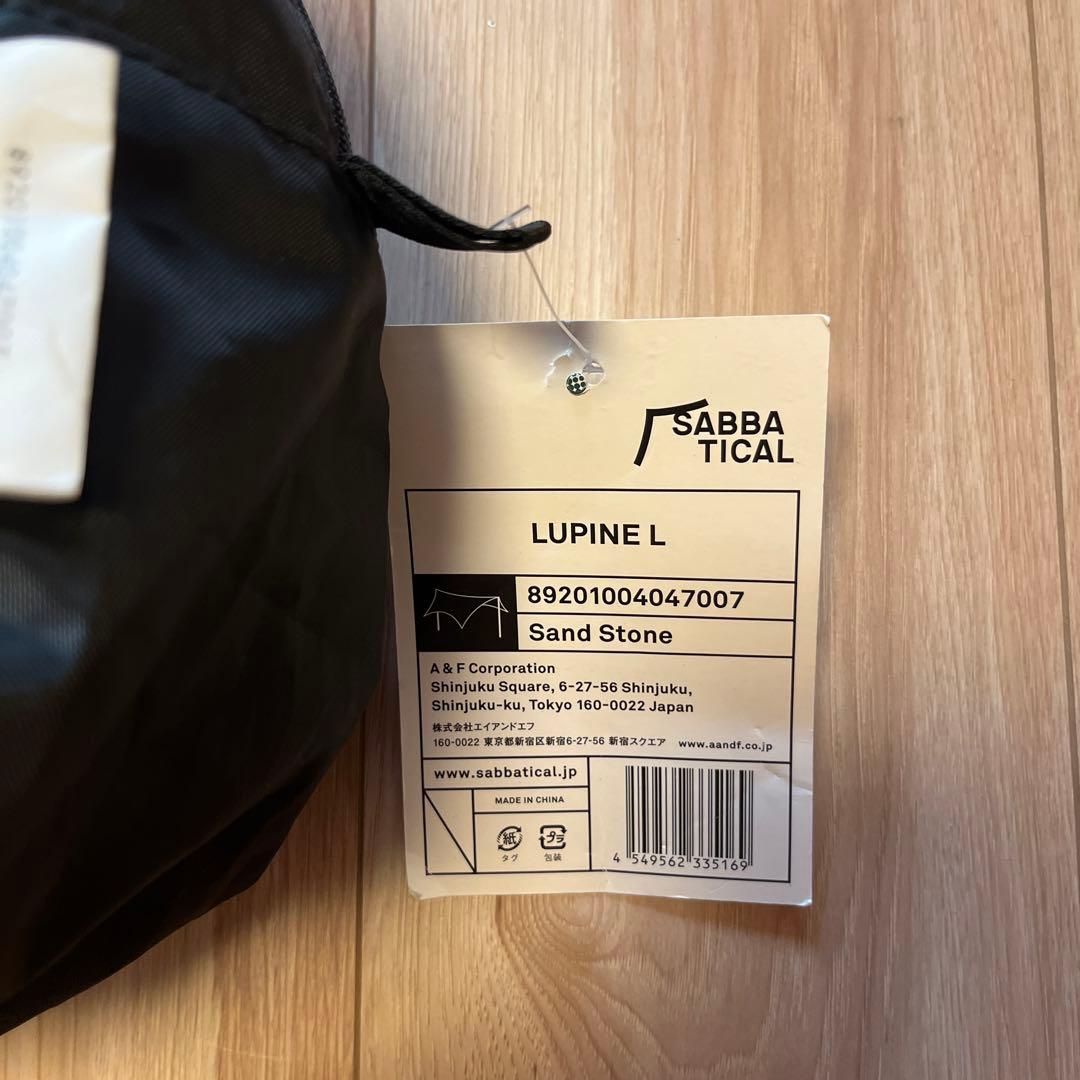 SABBA
TICAL
LUPINE L
89201004047007
Sand Stone
A & F Corporation
Shinjuku Square, 6-27-56 Shinjuku,
Shinjuku-ku, Tokyo 160-0022 Japan
株式会社エイアンドエフ
160-0022 東京都新宿区新宿6-27-56 新宿スクエア www.aandf.co.jp
www.sabbatical.jp
MADE IN CHINA
紙 プラ
タグ 包装
4 549562 335169